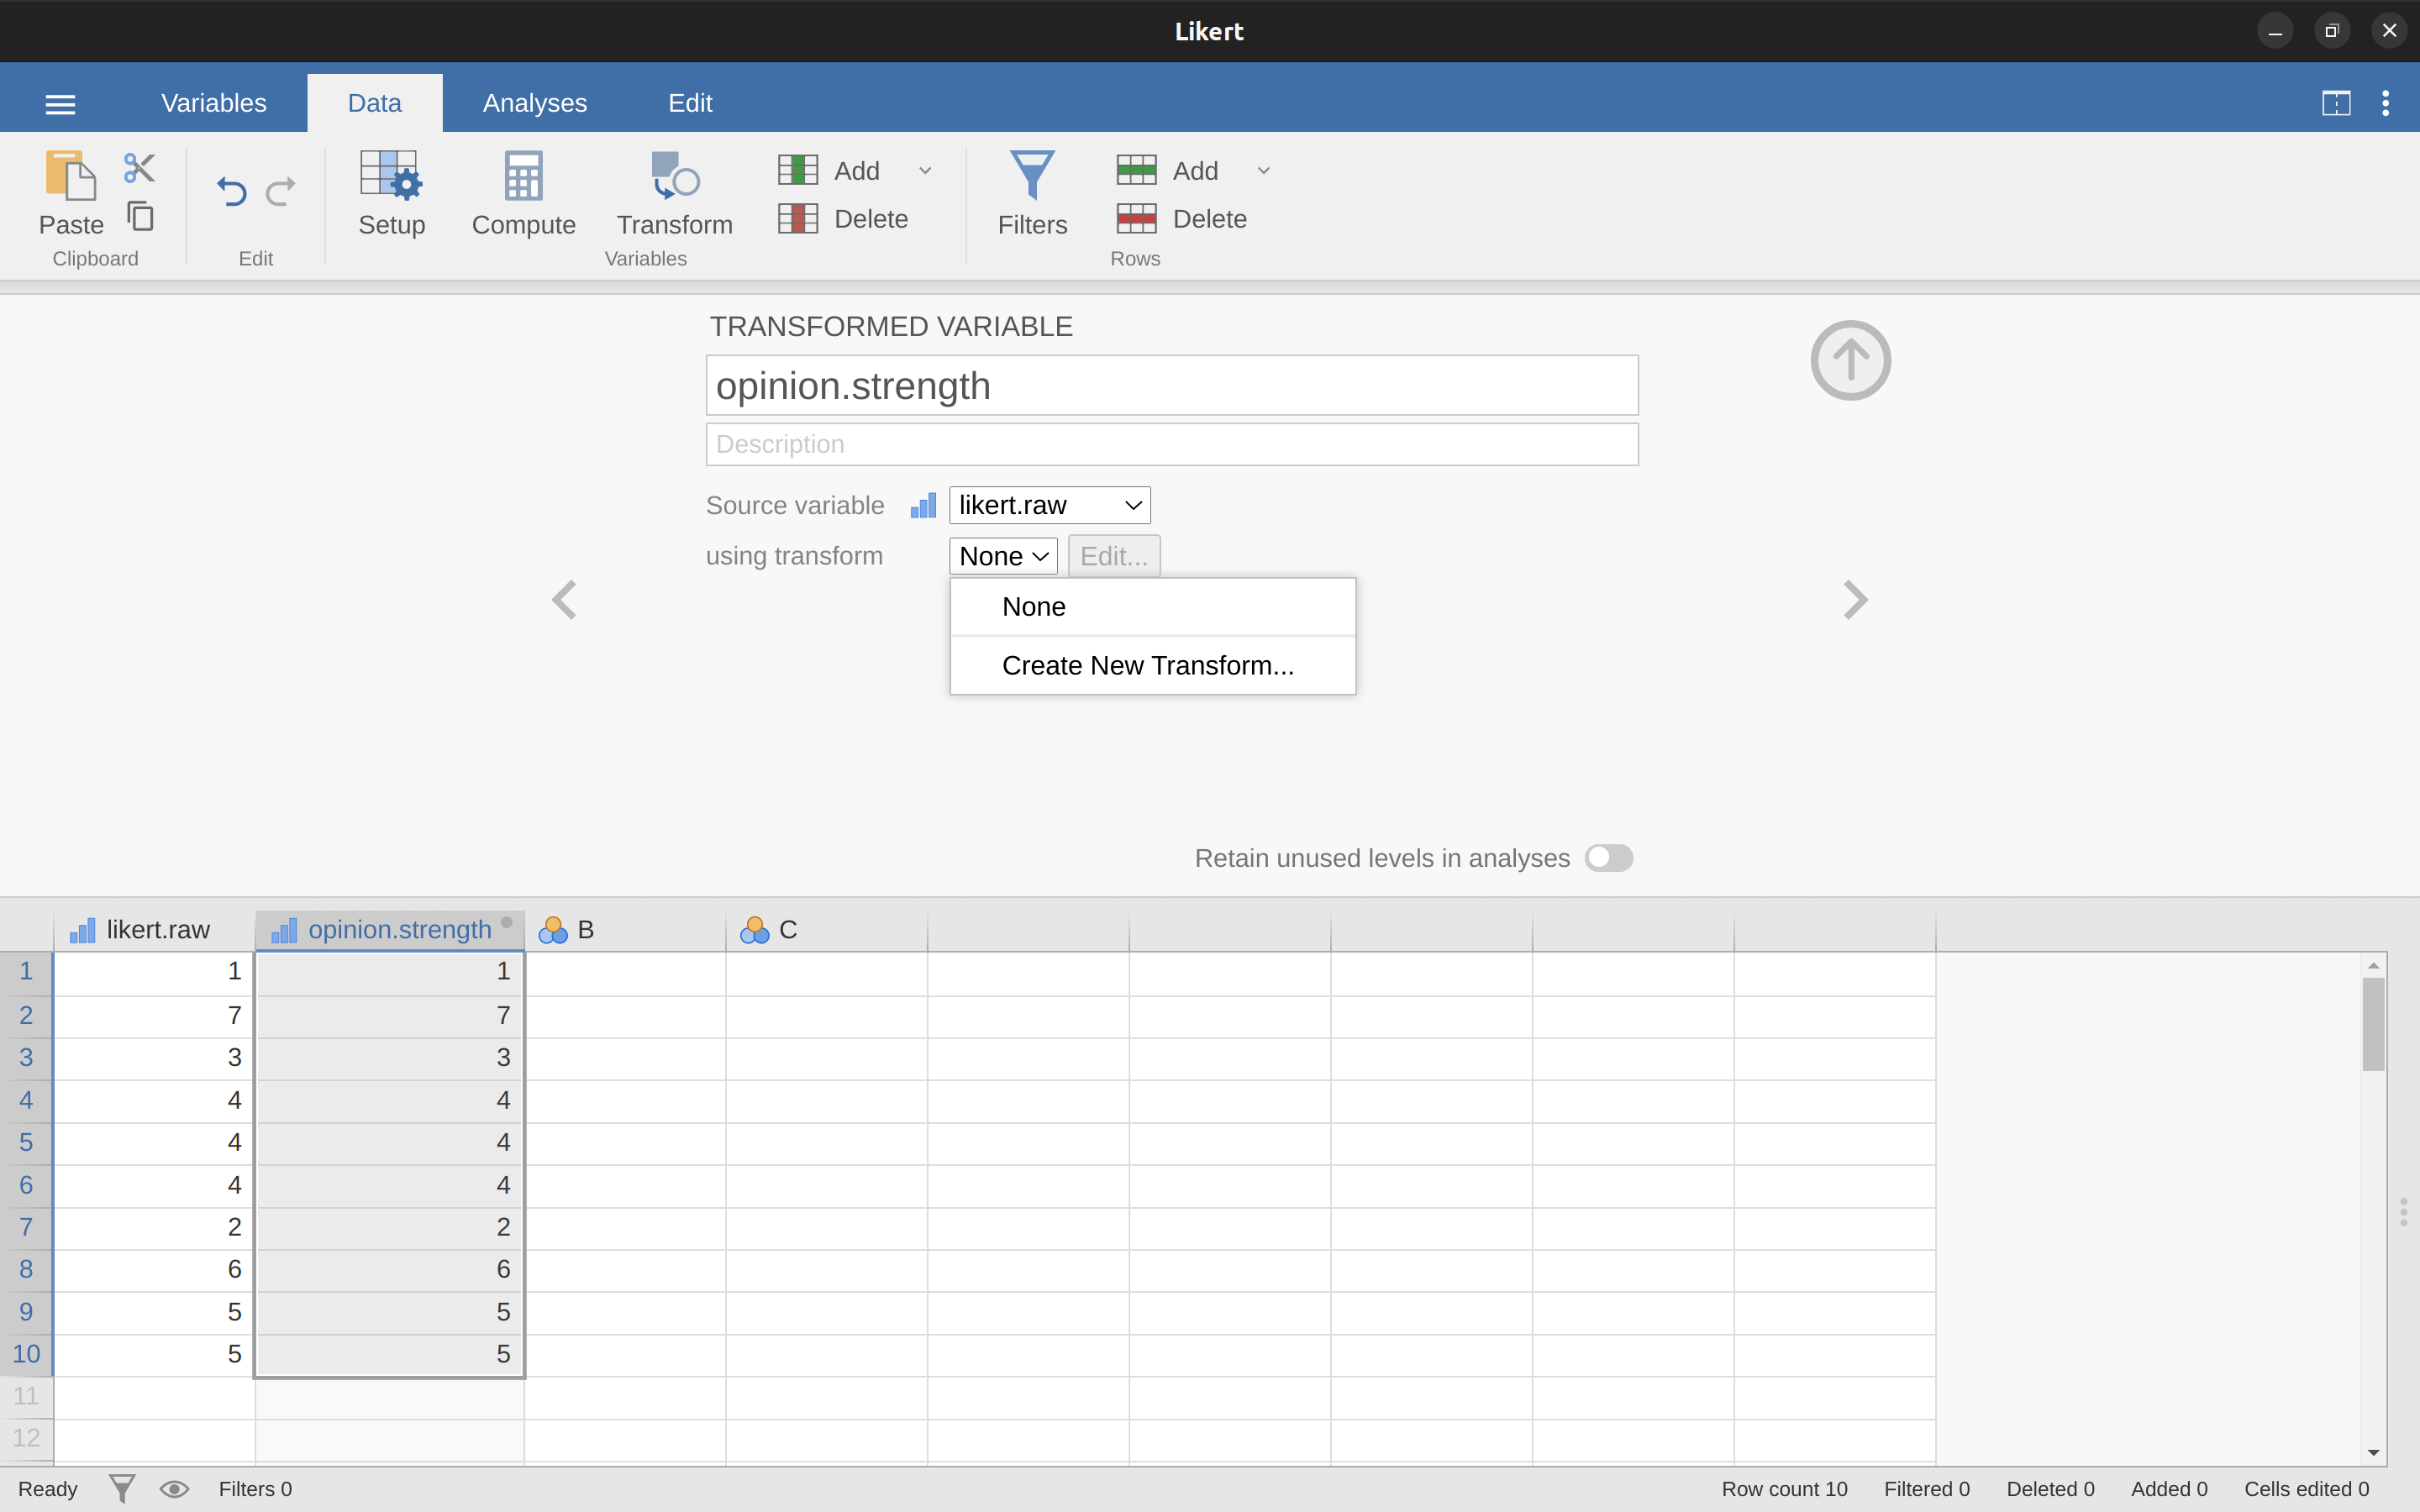 Likert
Variables Data Analyses Edit
Paste Setup Compute Transform Add Delete Filters Add Delete
Clipboard Edit Variables Rows
TRANSFORMED VARIABLE
opinion.strength
Description
Source variable likert.raw
using transform None Edit...
None
Create New Transform...
Retain unused levels in analyses
likert.raw opinion.strength B C
1 1 1
2 7 7
3 3 3
4 4 4
5 4 4
6 4 4
7 2 2
8 6 6
9 5 5
10 5 5
11
12
Ready Filters 0 Row count 10 Filtered 0 Deleted 0 Added 0 Cells edited 0